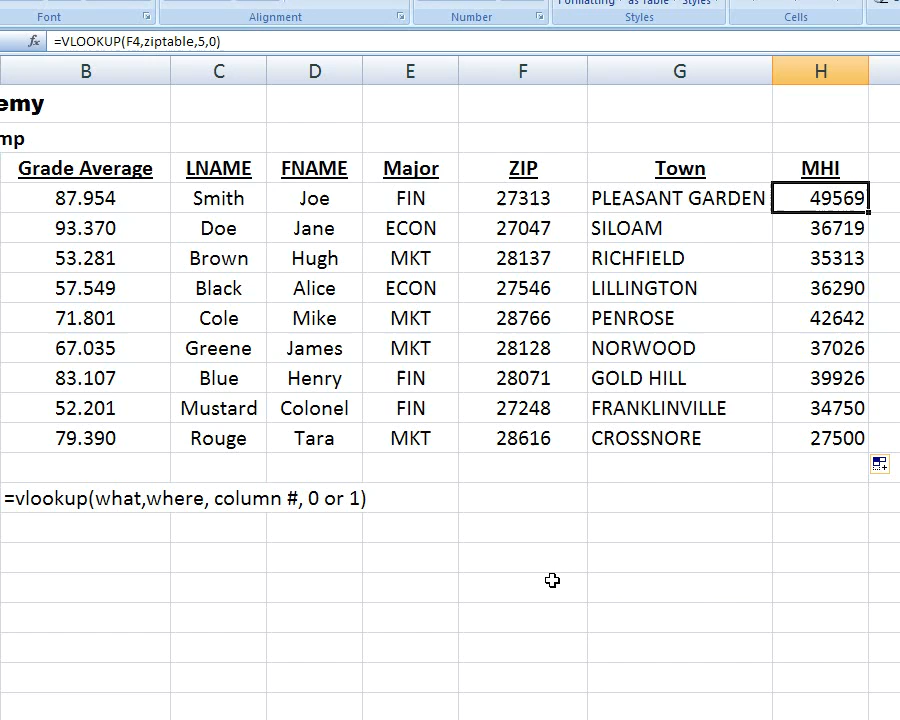 Formatting as Table Styles
Font Alignment Number Styles Cells
fx =VLOOKUP(F4,ziptable,5,0)
B C D E F G H
emy
mp
Grade Average LNAME FNAME Major ZIP Town MHI
87.954 Smith Joe FIN 27313 PLEASANT GARDEN 49569
93.370 Doe Jane ECON 27047 SILOAM 36719
53.281 Brown Hugh MKT 28137 RICHFIELD 35313
57.549 Black Alice ECON 27546 LILLINGTON 36290
71.801 Cole Mike MKT 28766 PENROSE 42642
67.035 Greene James MKT 28128 NORWOOD 37026
83.107 Blue Henry FIN 28071 GOLD HILL 39926
52.201 Mustard Colonel FIN 27248 FRANKLINVILLE 34750
79.390 Rouge Tara MKT 28616 CROSSNORE 27500
=vlookup(what,where, column #, 0 or 1)